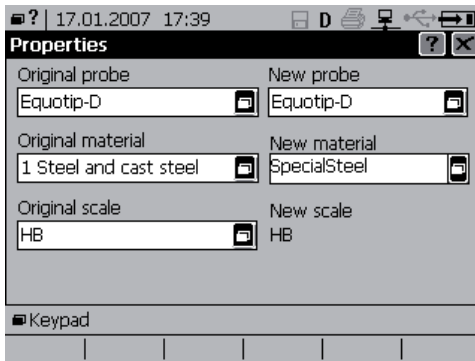 ? 17.01.2007 17:39 D
Properties ? X
Original probe New probe
Equotip-D Equotip-D
Original material New material
1 Steel and cast steel SpecialSteel
Original scale New scale
HB HB
Keypad